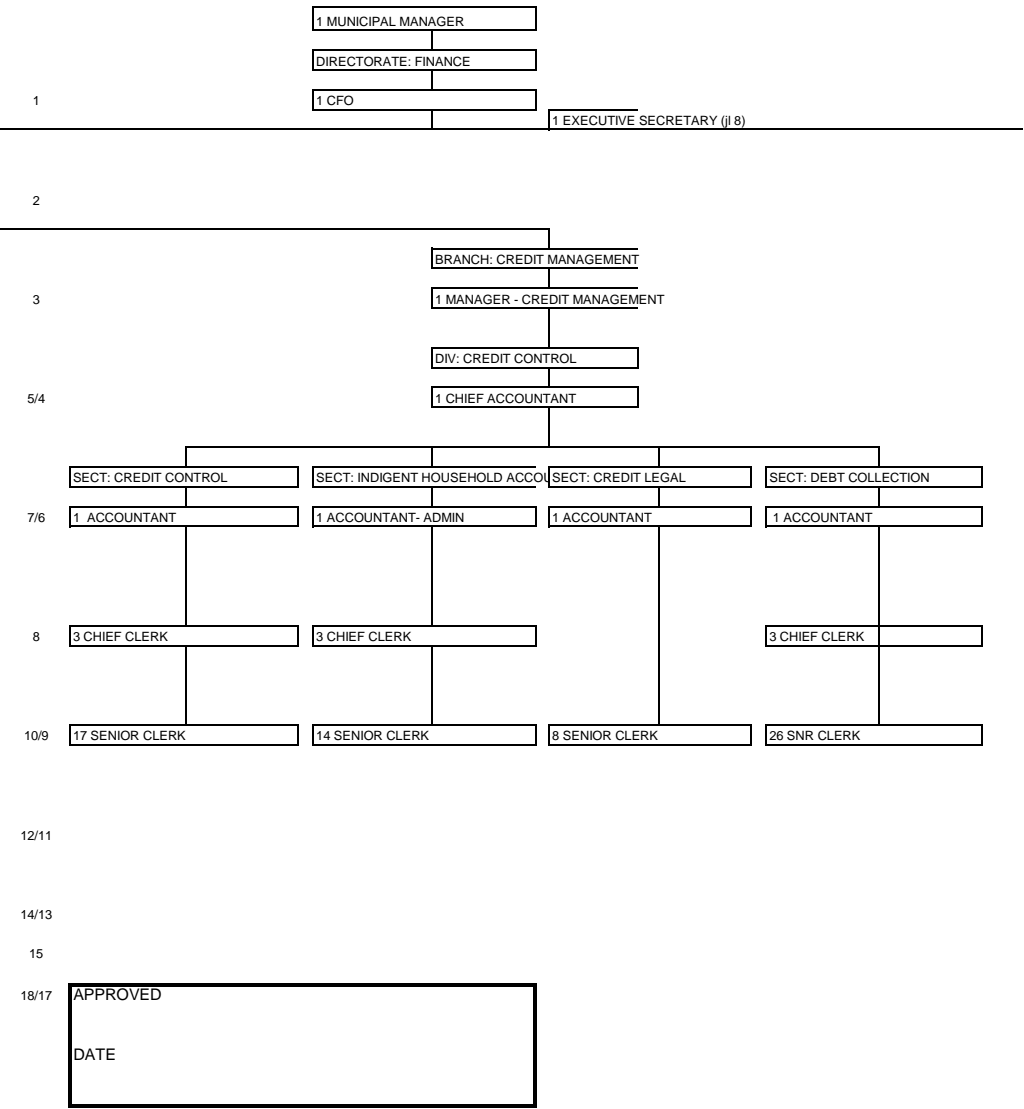 1 MUNICIPAL MANAGER
DIRECTORATE: FINANCE
1
1 CFO
1 EXECUTIVE SECRETARY (jl 8)
2
BRANCH: CREDIT MANAGEMENT
3
1 MANAGER - CREDIT MANAGEMENT
DIV: CREDIT CONTROL
5/4
1 CHIEF ACCOUNTANT
SECT: CREDIT CONTROL
SECT: INDIGENT HOUSEHOLD ACCOU
SECT: CREDIT LEGAL
SECT: DEBT COLLECTION
7/6
1 ACCOUNTANT
1 ACCOUNTANT- ADMIN
1 ACCOUNTANT
1 ACCOUNTANT
8
3 CHIEF CLERK
3 CHIEF CLERK
3 CHIEF CLERK
10/9
17 SENIOR CLERK
14 SENIOR CLERK
8 SENIOR CLERK
26 SNR CLERK
12/11
14/13
15
18/17
APPROVED
DATE